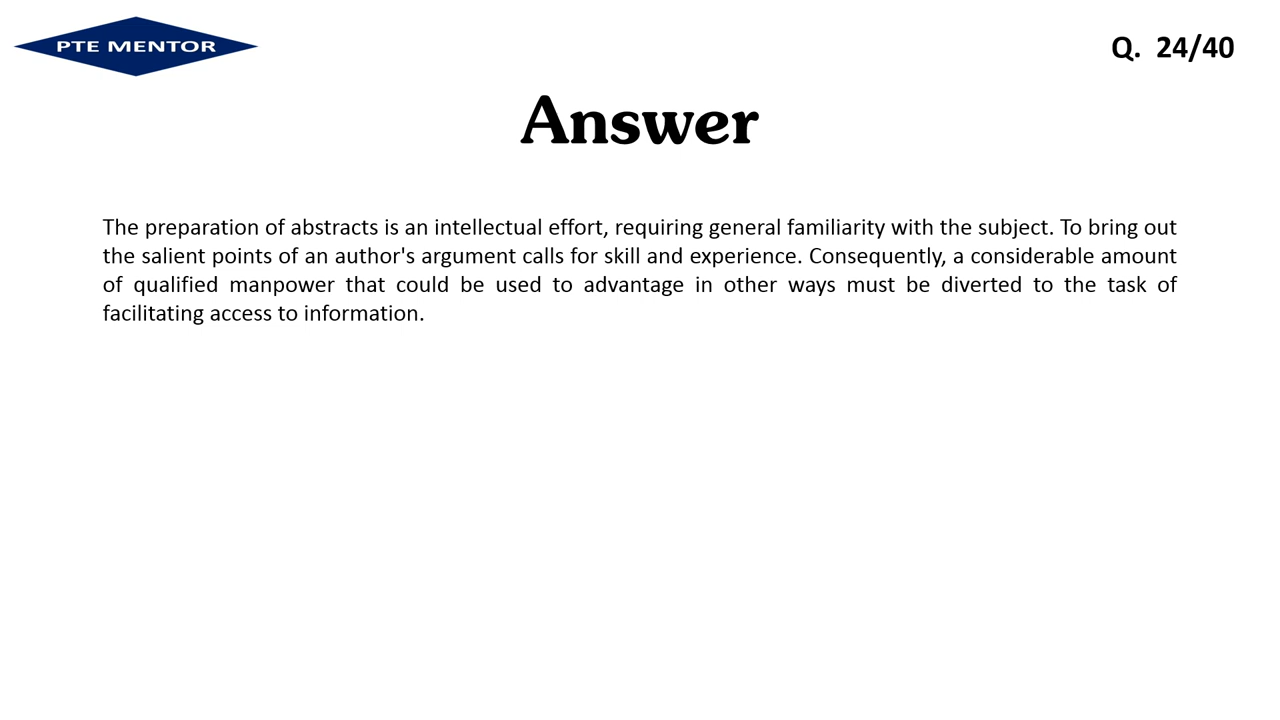 PTE MENTOR
Q. 24/40
Answer
The preparation of abstracts is an intellectual effort, requiring general familiarity with the subject. To bring out
the salient points of an author's argument calls for skill and experience. Consequently, a considerable amount
of qualified manpower that could be used to advantage in other ways must be diverted to the task of
facilitating access to information.